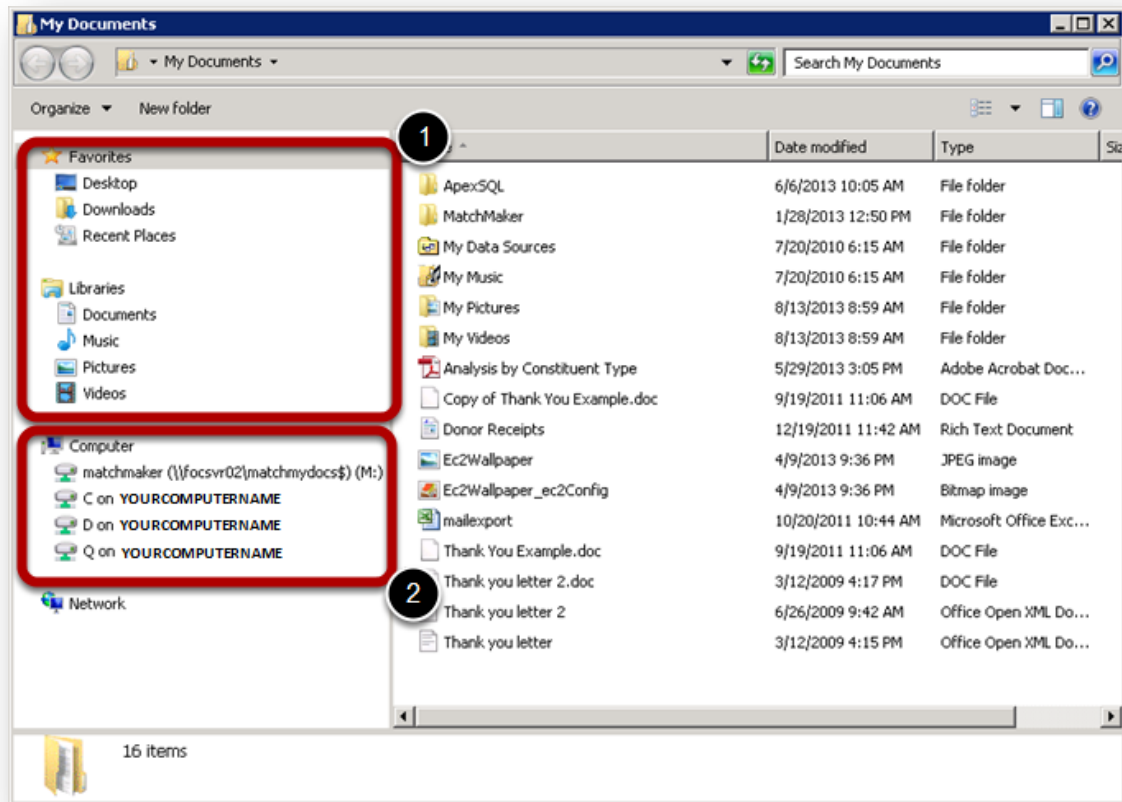 My Documents
My Documents
Search My Documents
Organize New folder
1
Date modified Type
Favorites
Desktop
Downloads
Recent Places
Libraries
Documents
Music
Pictures
Videos
Computer
matchmaker (\\focsvr02\matchmydocs$) (M:)
C on YOURCOMPUTERNAME
D on YOURCOMPUTERNAME
Q on YOURCOMPUTERNAME
Network
2
ApexSQL 6/6/2013 10:05 AM File folder
MatchMaker 1/28/2013 12:50 PM File folder
My Data Sources 7/20/2010 6:15 AM File folder
My Music 7/20/2010 6:15 AM File folder
My Pictures 8/13/2013 8:59 AM File folder
My Videos 8/13/2013 8:59 AM File folder
Analysis by Constituent Type 5/29/2013 3:05 PM Adobe Acrobat Doc...
Copy of Thank You Example.doc 9/19/2011 11:06 AM DOC File
Donor Receipts 12/19/2011 11:42 AM Rich Text Document
Ec2Wallpaper 4/9/2013 9:36 PM JPEG image
Ec2Wallpaper_ec2Config 4/9/2013 9:36 PM Bitmap image
mailexport 10/20/2011 10:44 AM Microsoft Office Exc...
Thank You Example.doc 9/19/2011 11:06 AM DOC File
Thank you letter 2.doc 3/12/2009 4:17 PM DOC File
Thank you letter 2 6/26/2009 9:42 AM Office Open XML Do...
Thank you letter 3/12/2009 4:15 PM Office Open XML Do...
16 items